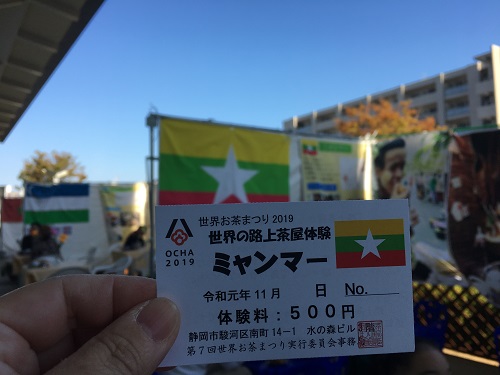 世界お茶まつり2019
世界の路上茶屋体験
OCHA
2019
ミャンマー
令和元年11月 日 No.
体験料：500円
静岡市駿河区南町14-1 水の森ビル
第7回世界お茶まつり実行委員会事務